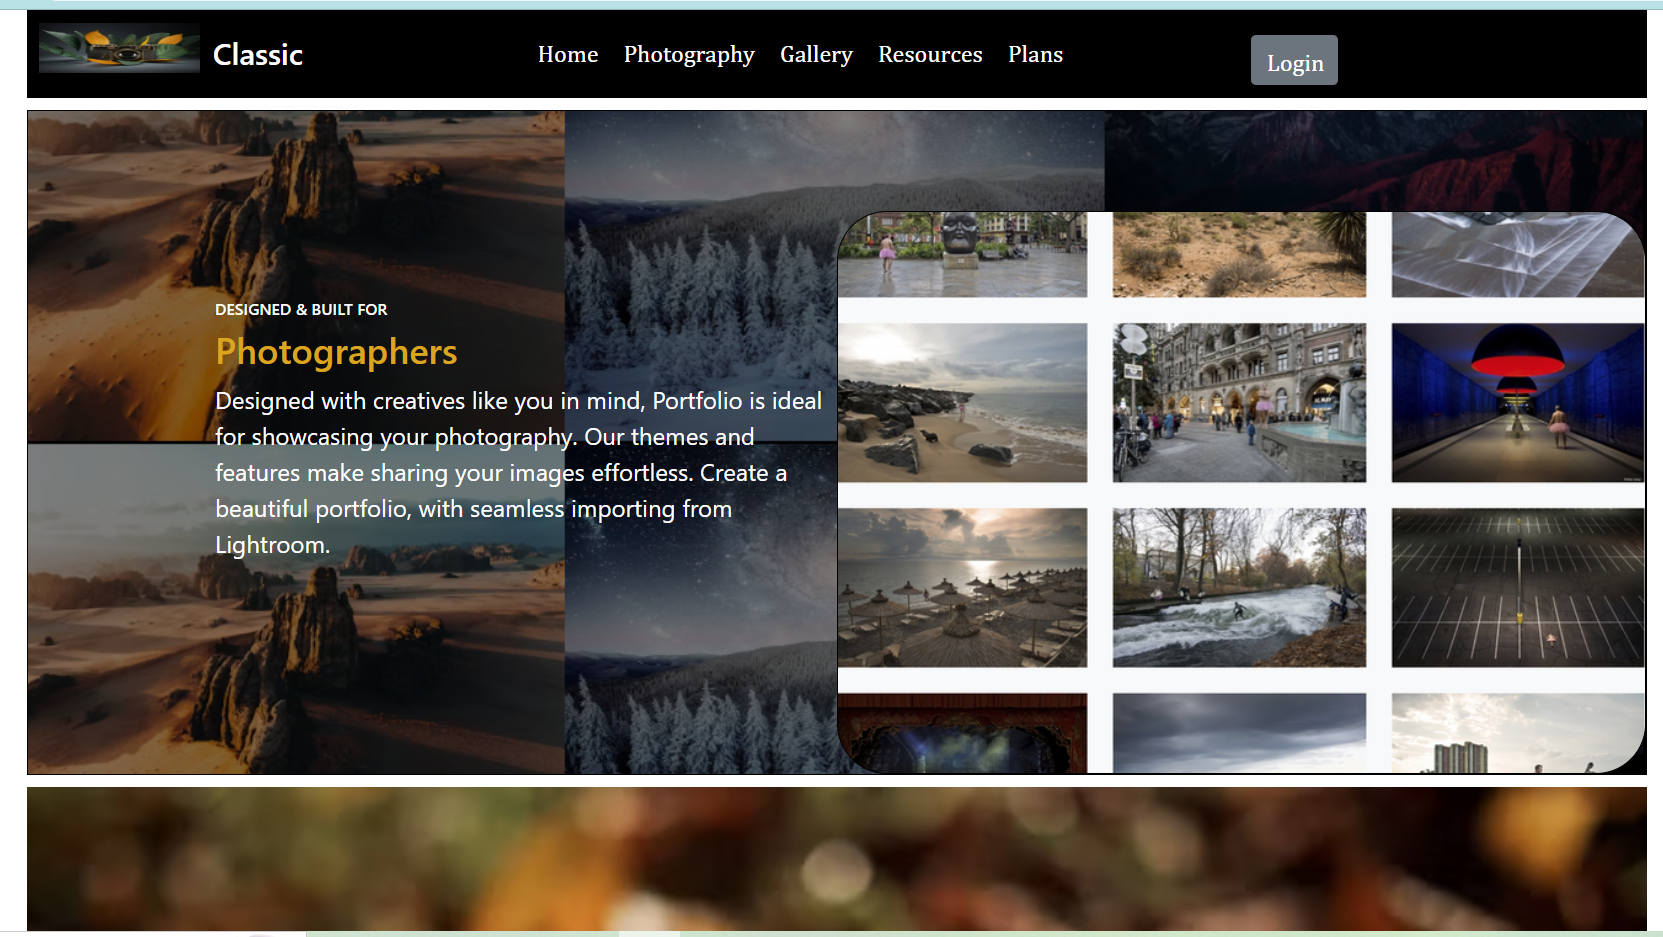 Classic
Home Photography Gallery Resources Plans
Login
DESIGNED & BUILT FOR
Photographers
Designed with creatives like you in mind, Portfolio is ideal
for showcasing your photography. Our themes and
features make sharing your images effortless. Create a
beautiful portfolio, with seamless importing from
Lightroom.